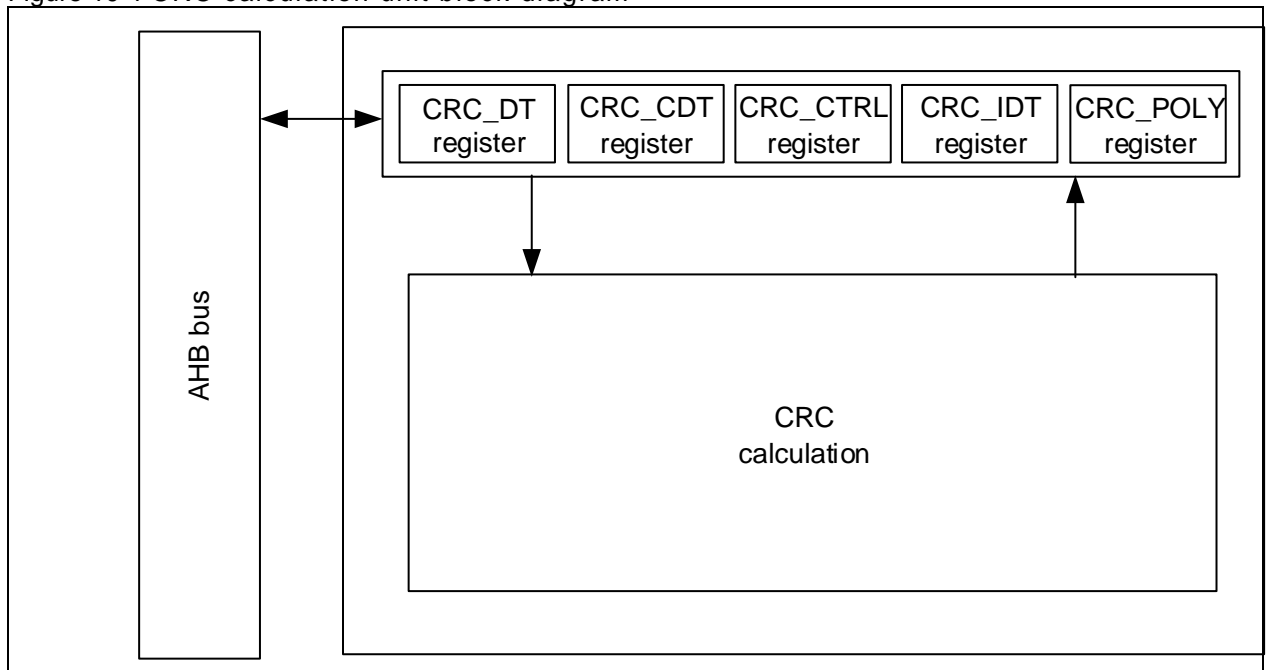 CRC_DT
register
CRC_CDT
register
CRC_CTRL
register
CRC_IDT
register
CRC_POLY
register
AHB bus
CRC
calculation